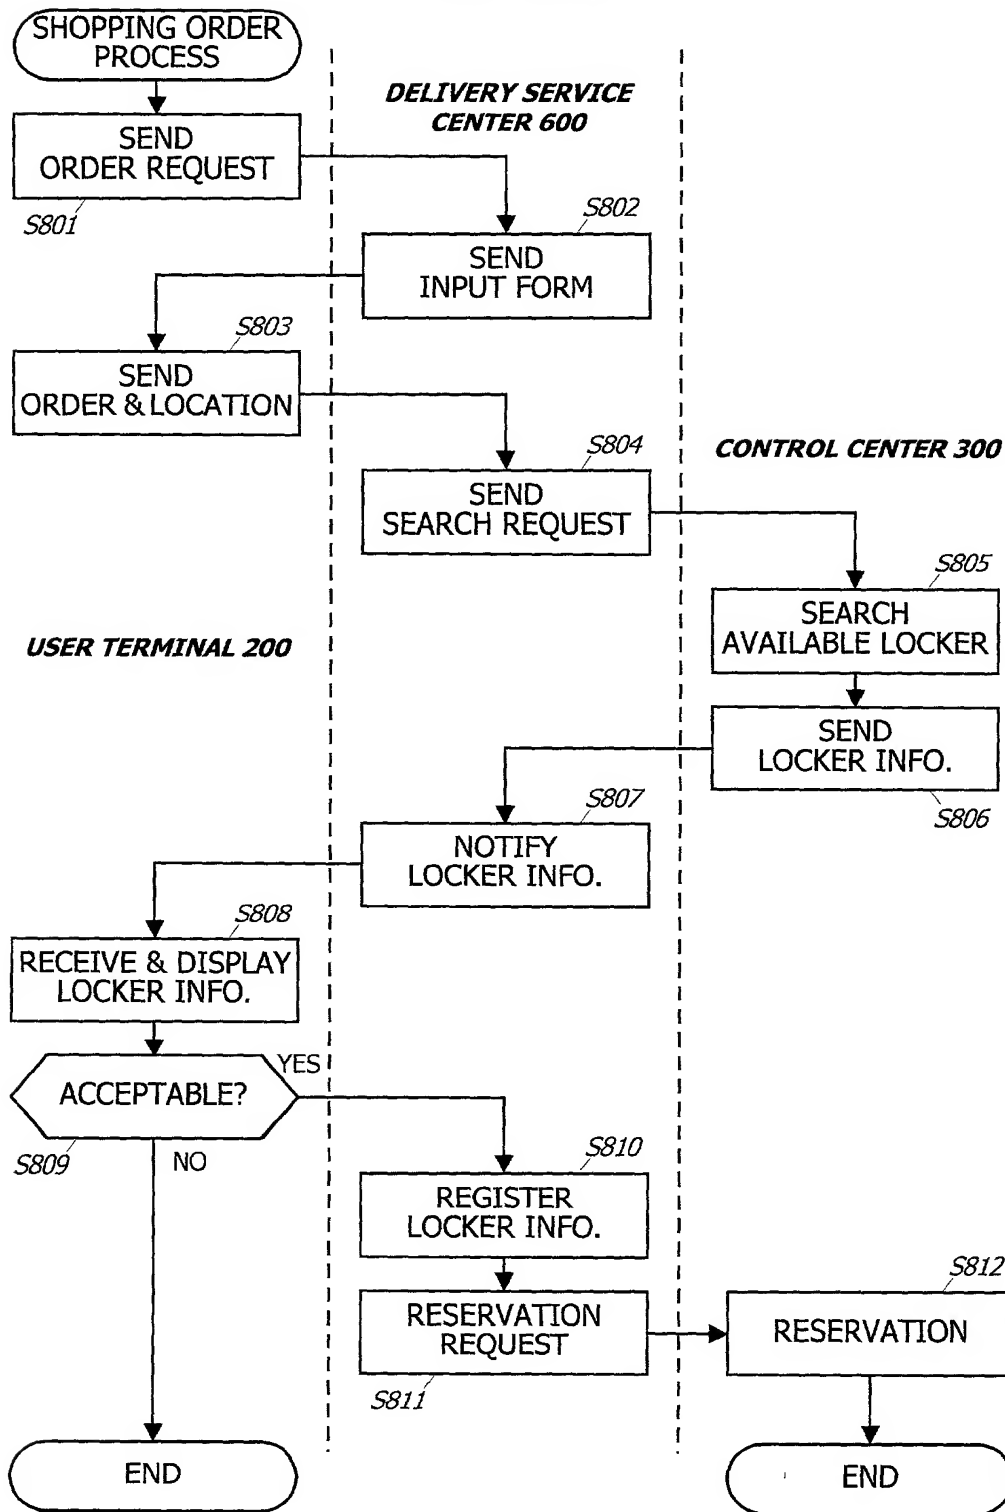 SHOPPING ORDER
PROCESS
DELIVERY SERVICE
CENTER 600
SEND
ORDER REQUEST
S801
S802
SEND
INPUT FORM
S803
SEND
ORDER & LOCATION
S804
CONTROL CENTER 300
SEND
SEARCH REQUEST
S805
SEARCH
AVAILABLE LOCKER
USER TERMINAL 200
SEND
LOCKER INFO.
S806
S807
NOTIFY
LOCKER INFO.
S808
RECEIVE & DISPLAY
LOCKER INFO.
YES
ACCEPTABLE?
S809
NO
S810
REGISTER
LOCKER INFO.
S812
RESERVATION
REQUEST
RESERVATION
S811
END
END